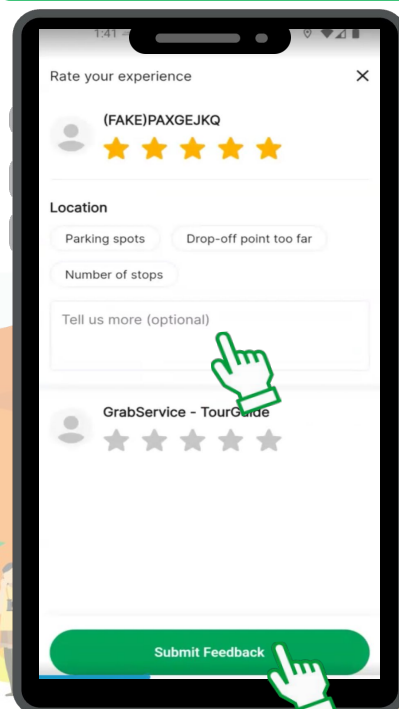 1:41
Rate your experience
(FAKE)PAXGEJKQ
Location
Parking spots
Drop-off point too far
Number of stops
Tell us more (optional)
GrabService - TourGuide
Submit Feedback